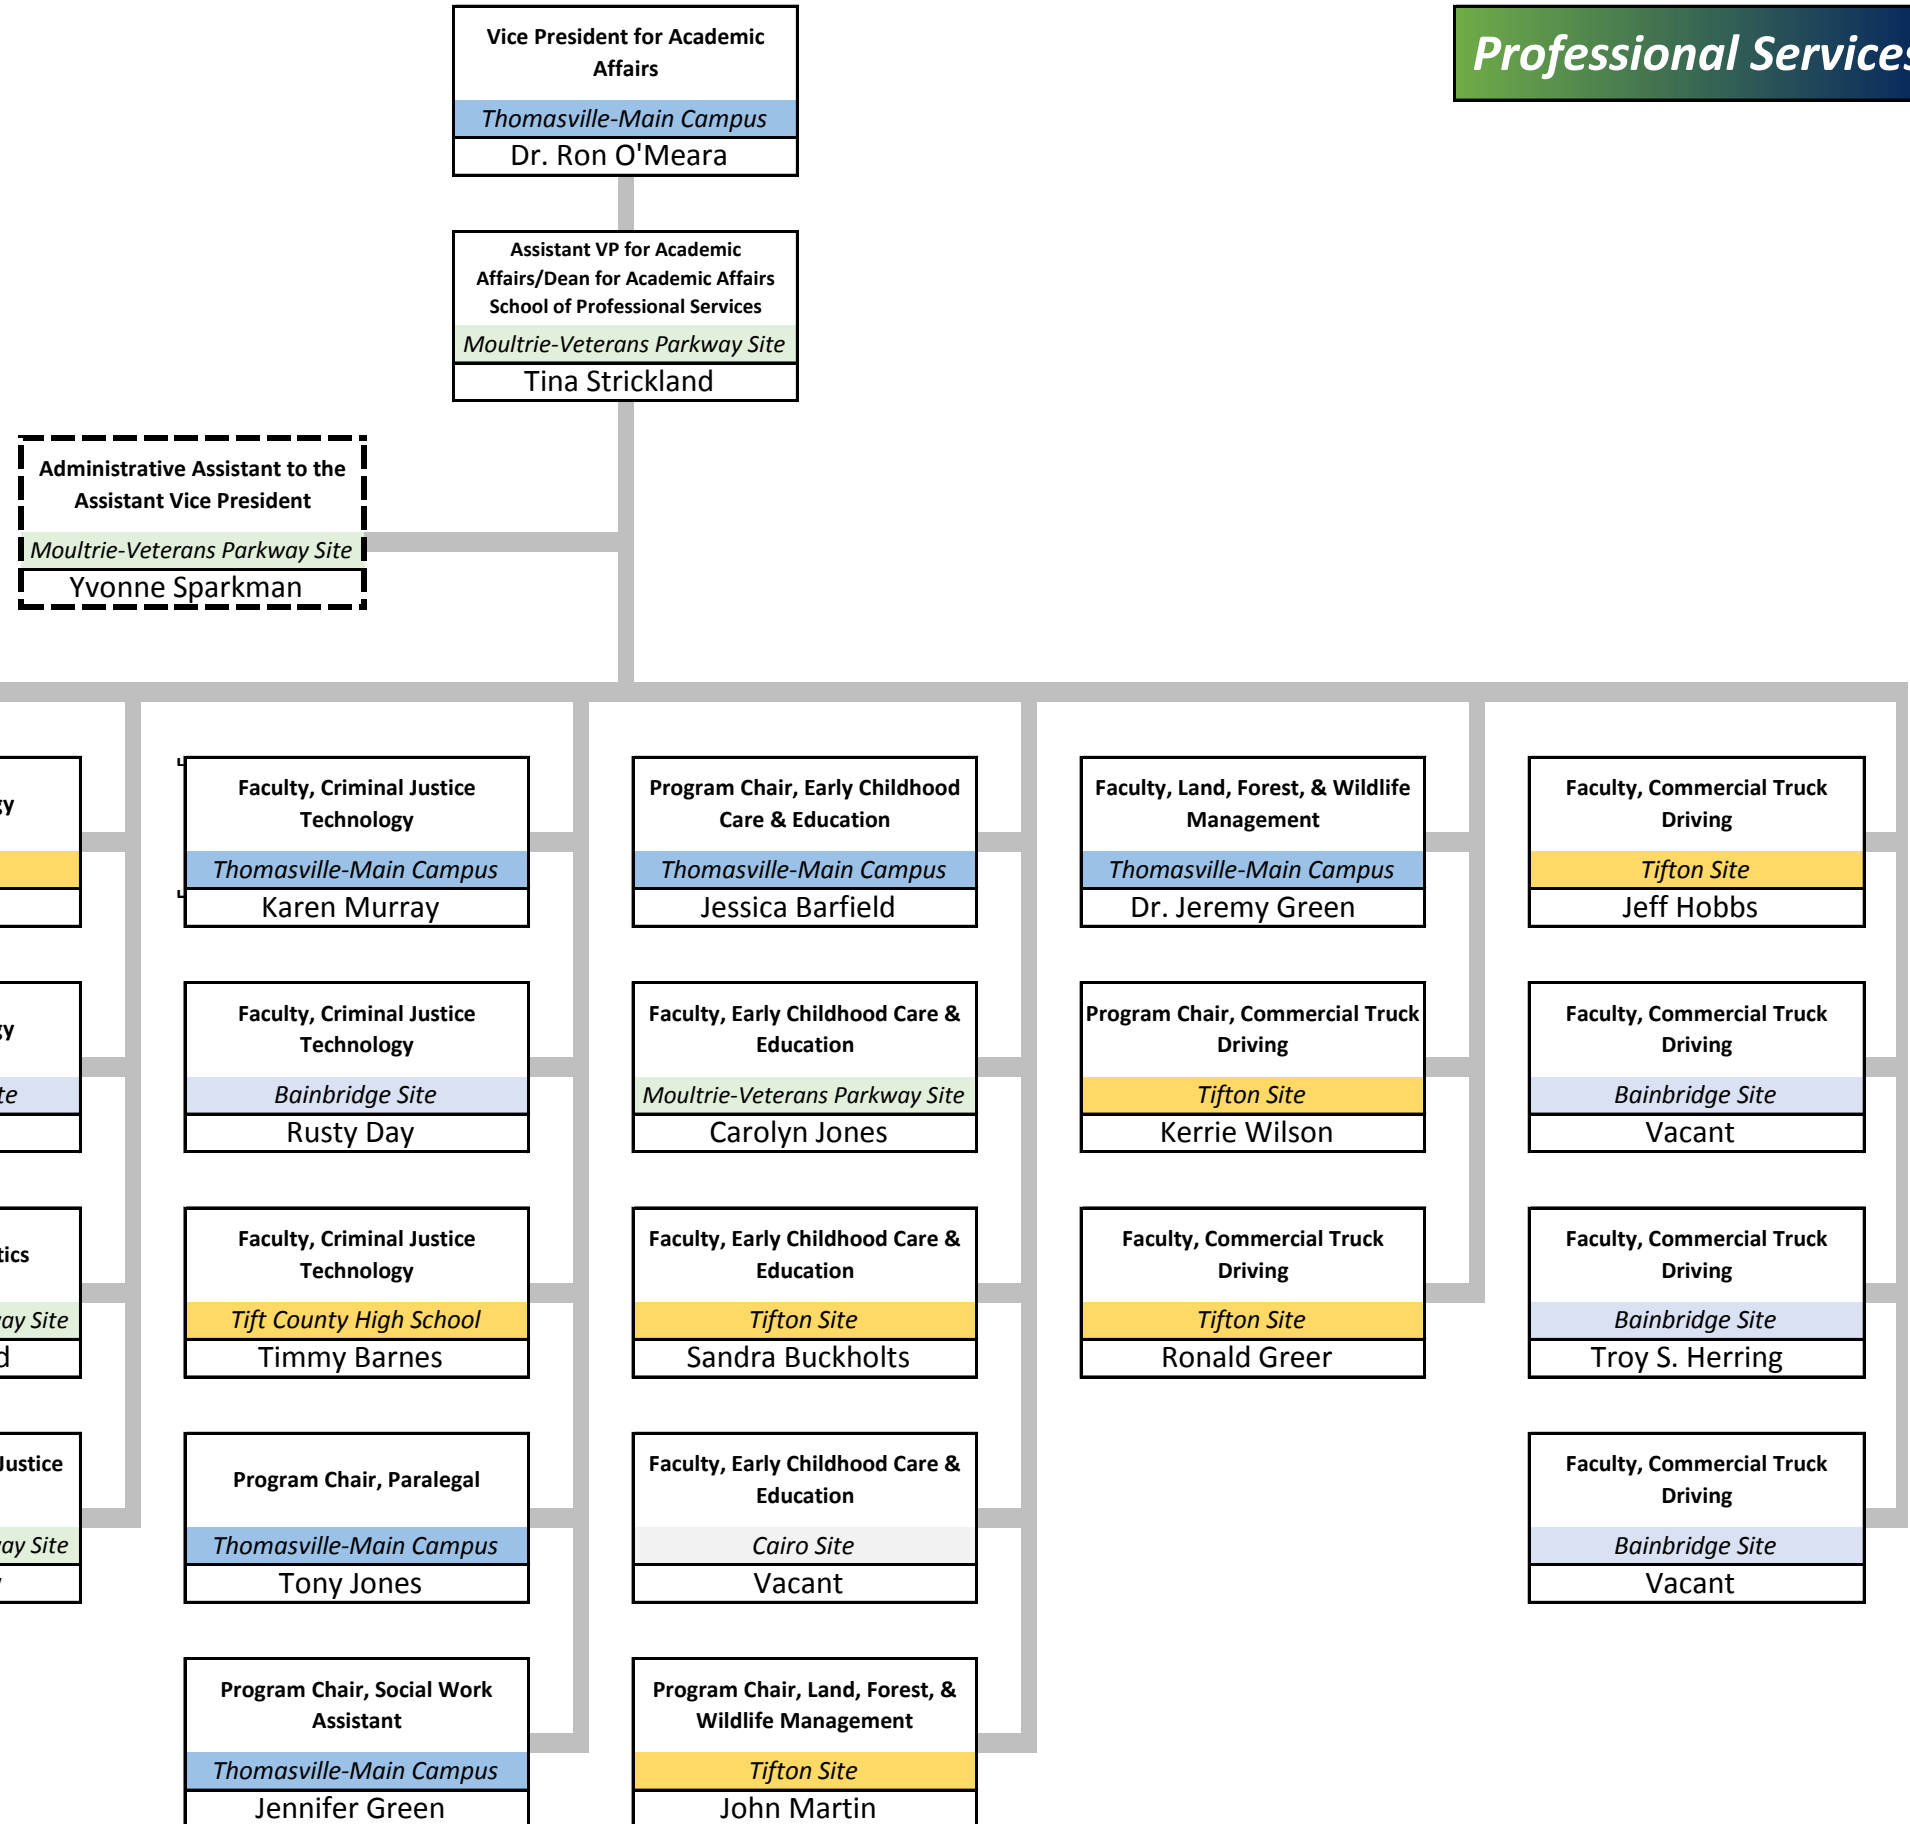 Vice President for Academic
Affairs
Thomasville-Main Campus
Dr. Ron O'Meara
Professional Services
Assistant VP for Academic
Affairs/Dean for Academic Affairs
School of Professional Services
Moultrie-Veterans Parkway Site
Tina Strickland
Administrative Assistant to the
Assistant Vice President
Moultrie-Veterans Parkway Site
Yvonne Sparkman
Justice
Site
Site
Faculty, Criminal Justice
Technology
Thomasville-Main Campus
Karen Murray
Faculty, Criminal Justice
Technology
Bainbridge Site
Rusty Day
Faculty, Criminal Justice
Technology
Tift County High School
Timmy Barnes
Program Chair, Paralegal
Thomasville-Main Campus
Tony Jones
Program Chair, Social Work
Assistant
Thomasville-Main Campus
Jennifer Green
Program Chair, Early Childhood
Care & Education
Thomasville-Main Campus
Jessica Barfield
Faculty, Early Childhood Care &
Education
Moultrie-Veterans Parkway Site
Carolyn Jones
Faculty, Early Childhood Care &
Education
Tifton Site
Sandra Buckholts
Faculty, Early Childhood Care &
Education
Cairo Site
Vacant
Program Chair, Land, Forest, &
Wildlife Management
Tifton Site
John Martin
Faculty, Land, Forest, & Wildlife
Management
Thomasville-Main Campus
Dr. Jeremy Green
Program Chair, Commercial Truck
Driving
Tifton Site
Kerrie Wilson
Faculty, Commercial Truck
Driving
Tifton Site
Ronald Greer
Faculty, Commercial Truck
Driving
Tifton Site
Jeff Hobbs
Faculty, Commercial Truck
Driving
Bainbridge Site
Vacant
Faculty, Commercial Truck
Driving
Bainbridge Site
Troy S. Herring
Faculty, Commercial Truck
Driving
Bainbridge Site
Vacant